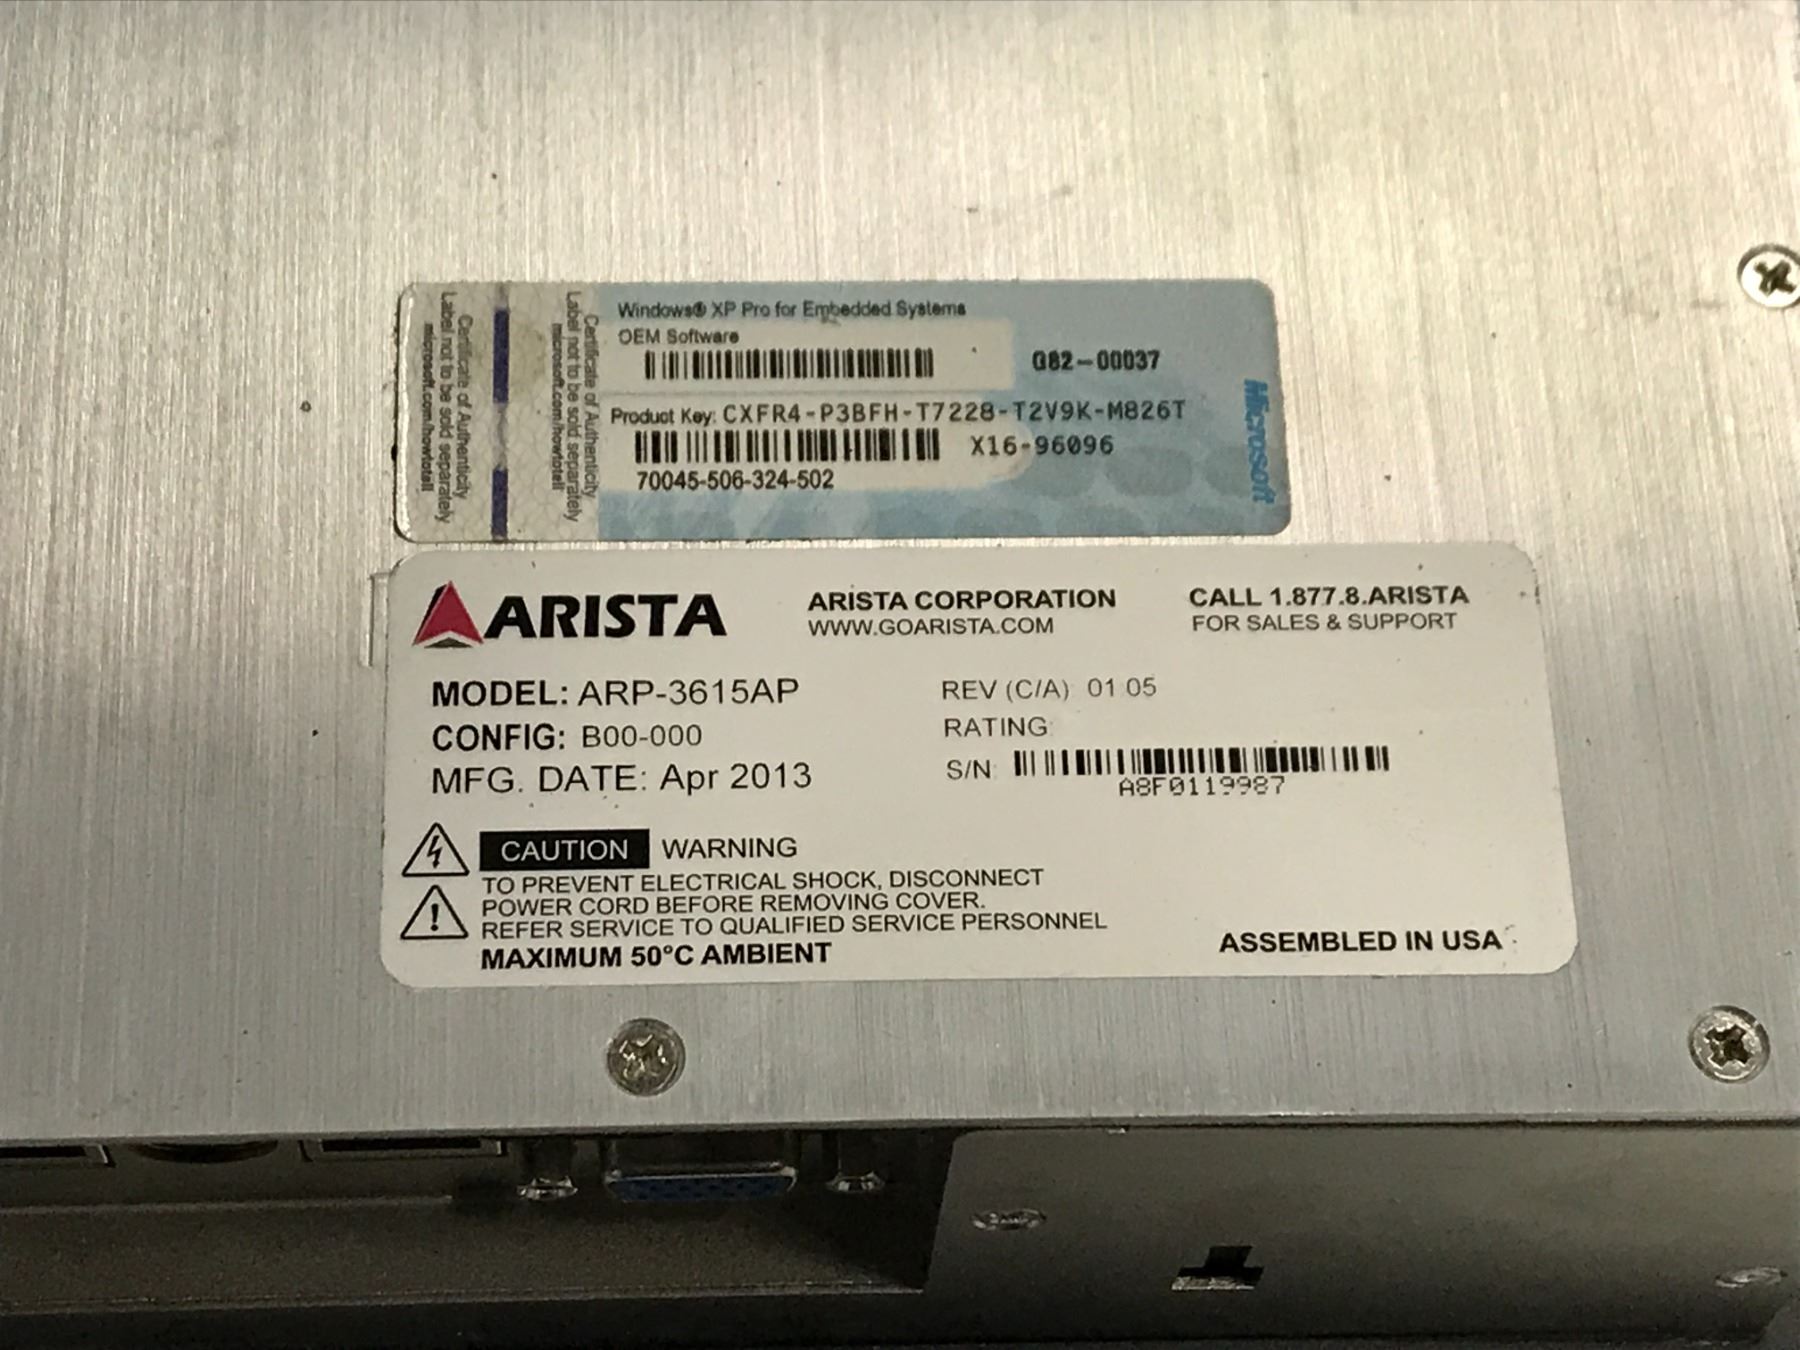 Certificate of Authenticity
Label not to be sold separately
microsoft.com/howtotell
Certificate of Authenticity
Label not to be sold separately
microsoft.com/howtotell
Windows® XP Pro for Embedded Systems
OEM Software
G82-00037
Product Key: CXFR4-P3BFH-T7228-T2V9K-M826T
X16-96096
70045-506-324-502
Microsoft
ARISTA
ARISTA CORPORATION
WWW.GOARISTA.COM
CALL 1.877.8.ARISTA
FOR SALES & SUPPORT
MODEL: ARP-3615AP
CONFIG: B00-000
MFG. DATE: Apr 2013
REV (C/A) 01 05
RATING:
S/N:
A8F0119987
CAUTION WARNING
TO PREVENT ELECTRICAL SHOCK, DISCONNECT
POWER CORD BEFORE REMOVING COVER.
REFER SERVICE TO QUALIFIED SERVICE PERSONNEL
MAXIMUM 50°C AMBIENT
ASSEMBLED IN USA